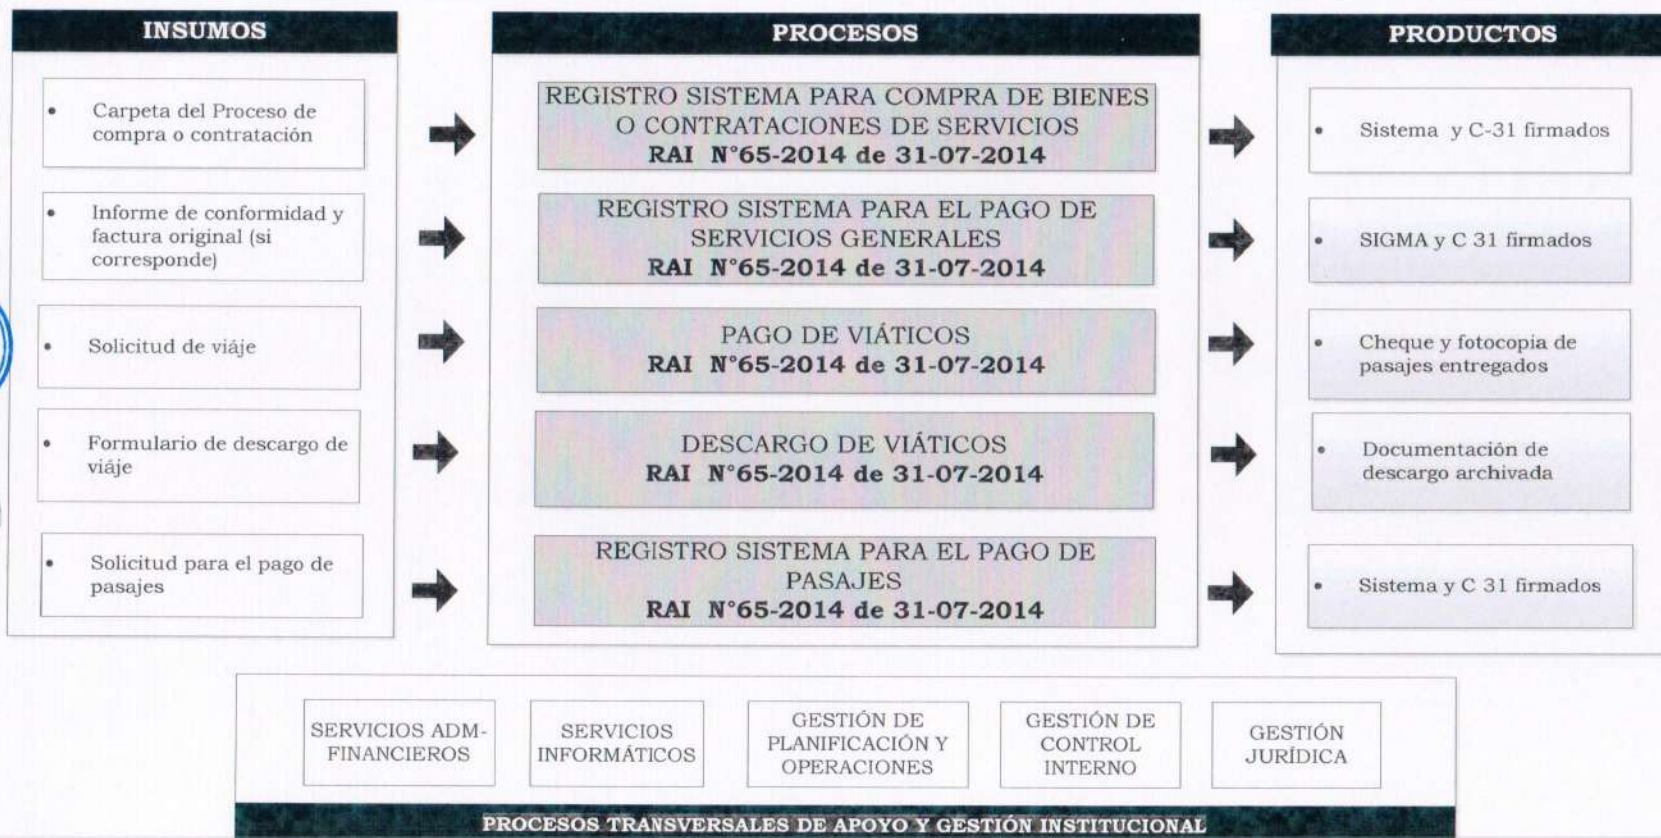 INSUMOS
• Carpeta del Proceso de
compra o contratación
• Informe de conformidad y
factura original (si
corresponde)
• Solicitud de viáje
• Formulario de descargo de
viáje
• Solicitud para el pago de
pasajes
PROCESOS
REGISTRO SISTEMA PARA COMPRA DE BIENES
O CONTRATACIONES DE SERVICIOS
RAI N°65-2014 de 31-07-2014
REGISTRO SISTEMA PARA EL PAGO DE
SERVICIOS GENERALES
RAI N°65-2014 de 31-07-2014
PAGO DE VIÁTICOS
RAI N°65-2014 de 31-07-2014
DESCARGO DE VIÁTICOS
RAI N°65-2014 de 31-07-2014
REGISTRO SISTEMA PARA EL PAGO DE
PASAJES
RAI N°65-2014 de 31-07-2014
PRODUCTOS
• Sistema y C-31 firmados
• SIGMA y C 31 firmados
• Cheque y fotocopia de
pasajes entregados
• Documentación de
descargo archivada
• Sistema y C 31 firmados
SERVICIOS ADM-
FINANCIEROS
SERVICIOS
INFORMÁTICOS
GESTIÓN DE
PLANIFICACIÓN Y
OPERACIONES
GESTIÓN DE
CONTROL
INTERNO
GESTIÓN
JURÍDICA
PROCESOS TRANSVERSALES DE APOYO Y GESTIÓN INSTITUCIONAL